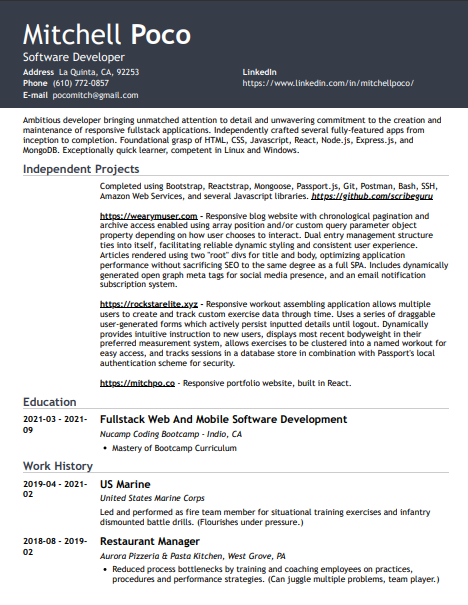 Mitchell Poco
Software Developer
Address La Quinta, CA, 92253
Phone (610) 772-0857
E-mail pocomitch@gmail.com
LinkedIn
https://www.linkedin.com/in/mitchellpoco/
Ambitious developer bringing unmatched attention to detail and unwavering commitment to the creation and
maintenance of responsive fullstack applications. Independently crafted several fully-featured apps from
inception to completion. Foundational grasp of HTML, CSS, Javascript, React, Node.js, Express.js, and
MongoDB. Exceptionally quick learner, competent in Linux and Windows.
Independent Projects
Completed using Bootstrap, Reactstrap, Mongoose, Passport.js, Git, Postman, Bash, SSH,
Amazon Web Services, and several Javascript libraries. https://github.com/scribeguru
https://wearymuser.com - Responsive blog website with chronological pagination and
archive access enabled using array position and/or custom query parameter object
property depending on how user chooses to interact. Dual entry management structure
ties into itself, facilitating reliable dynamic styling and consistent user experience.
Articles rendered using two "root" divs for title and body, optimizing application
performance without sacrificing SEO to the same degree as a full SPA. Includes dynamically
generated open graph meta tags for social media presence, and an email notification
subscription system.
https://rockstarelite.xyz - Responsive workout assembling application allows multiple
users to create and track custom exercise data through time. Uses a series of draggable
user-generated forms which actively persist inputted details until logout. Dynamically
provides intuitive instruction to new users, displays most recent bodyweight in their
preferred measurement system, allows exercises to be clustered into a named workout for
easy access, and tracks sessions in a database store in combination with Passport's local
authentication scheme for security.
https://mitchpo.co - Responsive portfolio website, built in React.
Education
2021-03 - 2021-
09
Fullstack Web And Mobile Software Development
Nucamp Coding Bootcamp - Indio, CA
• Mastery of Bootcamp Curriculum
Work History
2019-04 - 2021-
02
US Marine
United States Marine Corps
Led and performed as fire team member for situational training exercises and infantry
dismounted battle drills. (Flourishes under pressure.)
2018-08 - 2019-
02
Restaurant Manager
Aurora Pizzeria & Pasta Kitchen, West Grove, PA
• Reduced process bottlenecks by training and coaching employees on practices,
procedures and performance strategies. (Can juggle multiple problems, team player.)